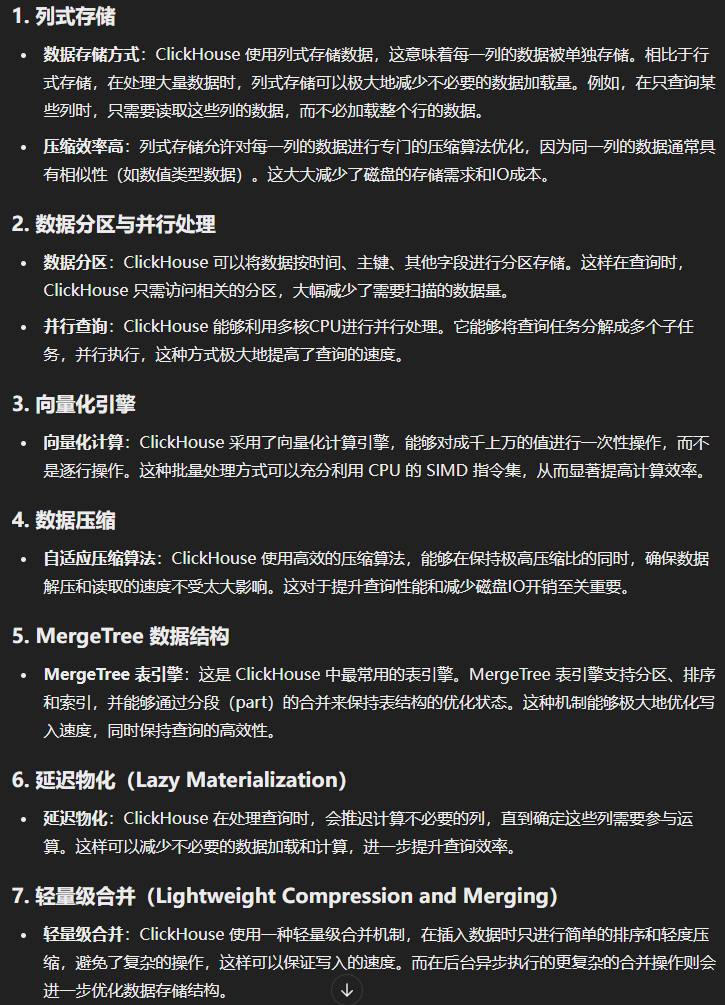 1. 列式存储
• 数据存储方式：ClickHouse 使用列式存储数据，这意味着每一列的数据被单独存储。相比于行
式存储，在处理大量数据时，列式存储可以极大地减少不必要的数据加载量。例如，在只查询某
些列时，只需要读取这些列的数据，而不必加载整个行的数据。
• 压缩效率高：列式存储允许对每一列的数据进行专门的压缩算法优化，因为同一列的数据通常具
有相似性（如数值类型数据）。这大大减少了磁盘的存储需求和IO成本。
2. 数据分区与并行处理
• 数据分区：ClickHouse 可以将数据按时间、主键、其他字段进行分区存储。这样在查询时，
ClickHouse 只需访问相关的分区，大幅减少了需要扫描的数据量。
• 并行查询：ClickHouse 能够利用多核CPU进行并行处理。它能够将查询任务分解成多个子任
务，并行执行，这种方式极大地提高了查询的速度。
3. 向量化引擎
• 向量化计算：ClickHouse 采用了向量化计算引擎，能够对成千上万的值进行一次性操作，而不
是逐行操作。这种批量处理方式可以充分利用 CPU 的 SIMD 指令集，从而显著提高计算效率。
4. 数据压缩
• 自适应压缩算法：ClickHouse 使用高效的压缩算法，能够在保持极高压缩比的同时，确保数据
解压和读取的速度不受太大影响。这对于提升查询性能和减少磁盘IO开销至关重要。
5. MergeTree 数据结构
• MergeTree 表引擎：这是 ClickHouse 中最常用的表引擎。MergeTree 表引擎支持分区、排序
和索引，并能够通过分段（part）的合并来保持表结构的优化状态。这种机制能够极大地优化写
入速度，同时保持查询的高效性。
6. 延迟物化（Lazy Materialization）
• 延迟物化：ClickHouse 在处理查询时，会推迟计算不必要的列，直到确定这些列需要参与运
算。这样可以减少不必要的数据加载和计算，进一步提升查询效率。
7. 轻量级合并（Lightweight Compression and Merging）
• 轻量级合并：ClickHouse 使用一种轻量级合并机制，在插入数据时只进行简单的排序和轻度压
缩，避免了复杂的操作，这样可以保证写入的速度。而在后台异步执行的更复杂的合并操作则会
进一步优化数据存储结构。